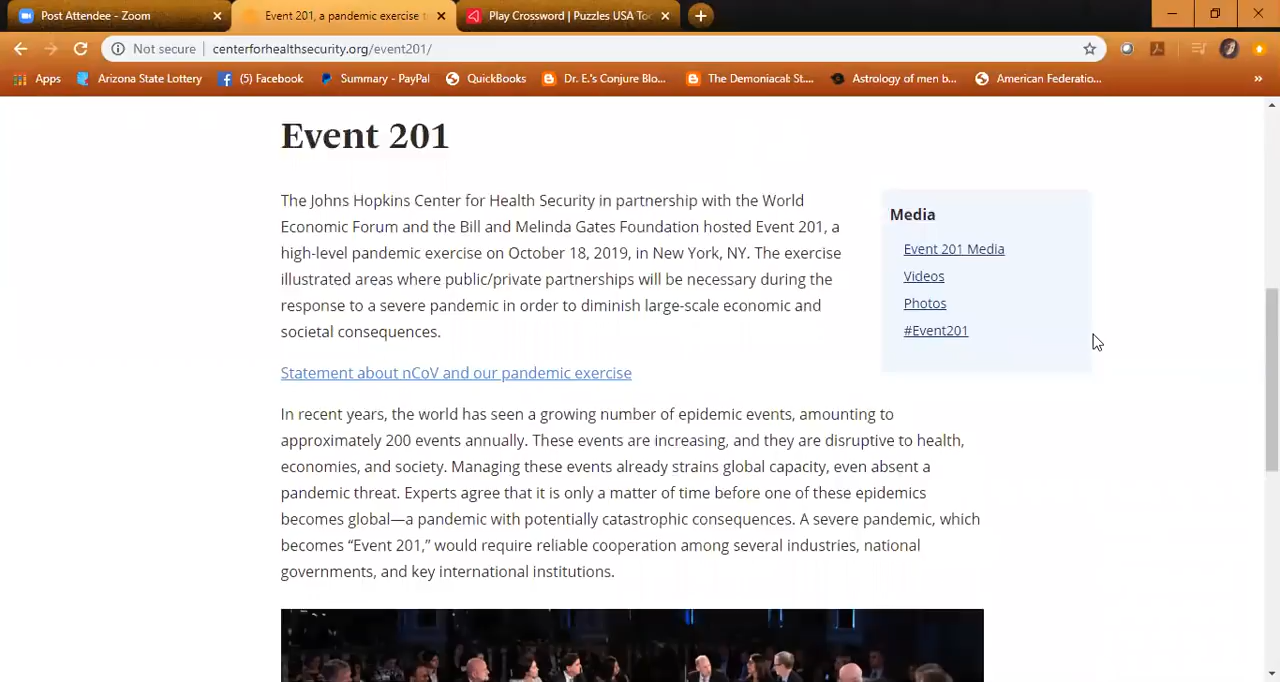 Post Attendee - Zoom
Event 201, a pandemic exercise t
Play Crossword | Puzzles USA To
Not secure
centerforhealthsecurity.org/event201/
Apps
Arizona State Lottery
(5) Facebook
Summary - PayPal
QuickBooks
Dr. E.'s Conjure Blo...
The Demoniacal: St....
Astrology of men b...
American Federatio...
»
Event 201
The Johns Hopkins Center for Health Security in partnership with the World
Economic Forum and the Bill and Melinda Gates Foundation hosted Event 201, a
high-level pandemic exercise on October 18, 2019, in New York, NY. The exercise
illustrated areas where public/private partnerships will be necessary during the
response to a severe pandemic in order to diminish large-scale economic and
societal consequences.
Media
Event 201 Media
Videos
Photos
#Event201
Statement about nCoV and our pandemic exercise
In recent years, the world has seen a growing number of epidemic events, amounting to
approximately 200 events annually. These events are increasing, and they are disruptive to health,
economies, and society. Managing these events already strains global capacity, even absent a
pandemic threat. Experts agree that it is only a matter of time before one of these epidemics
becomes global—a pandemic with potentially catastrophic consequences. A severe pandemic, which
becomes “Event 201,” would require reliable cooperation among several industries, national
governments, and key international institutions.